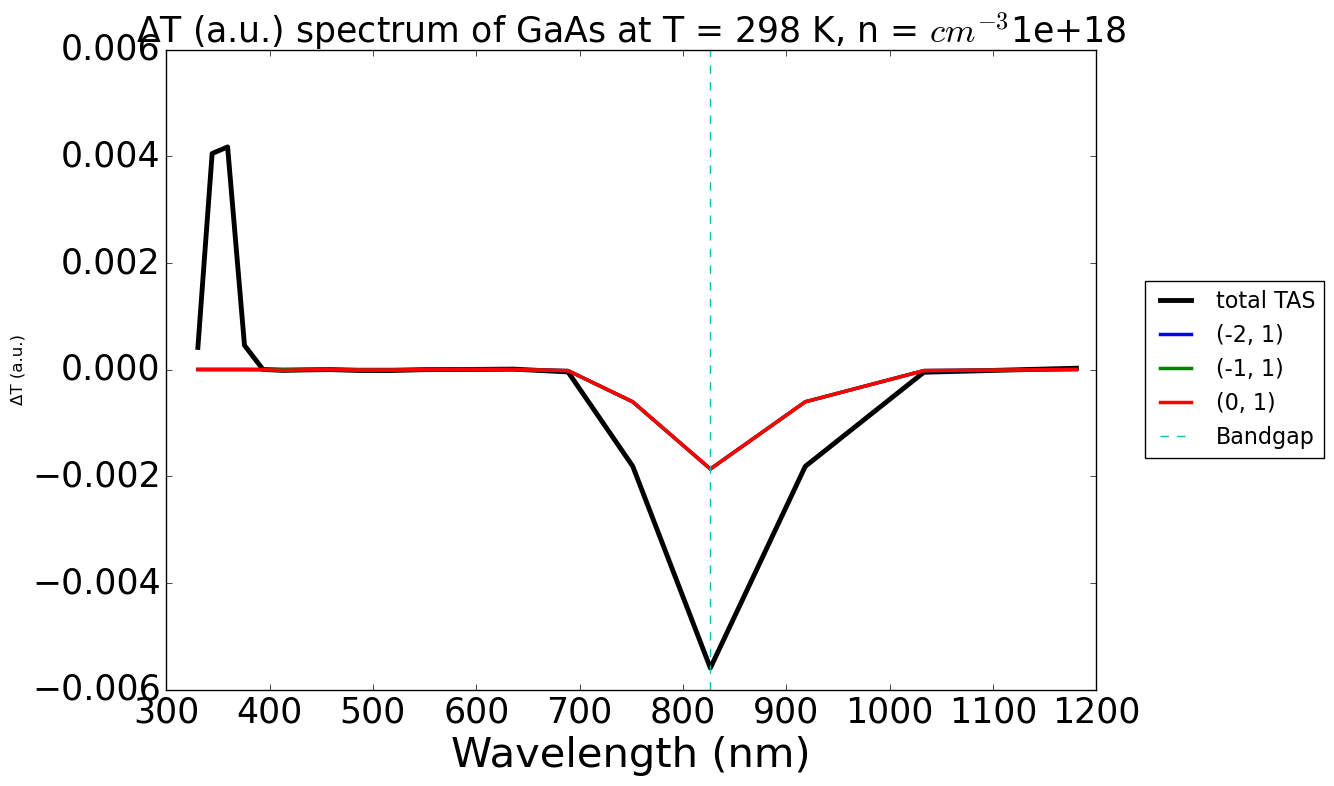 ΔT (a.u.) spectrum of GaAs at T = 298 K, n = cm⁻³1e+18
0.006
0.004
0.002
0.000
−0.002
−0.004
−0.006
ΔT (a.u.)
300 400 500 600 700 800 900 1000 1100 1200
Wavelength (nm)
total TAS
(-2, 1)
(-1, 1)
(0, 1)
Bandgap